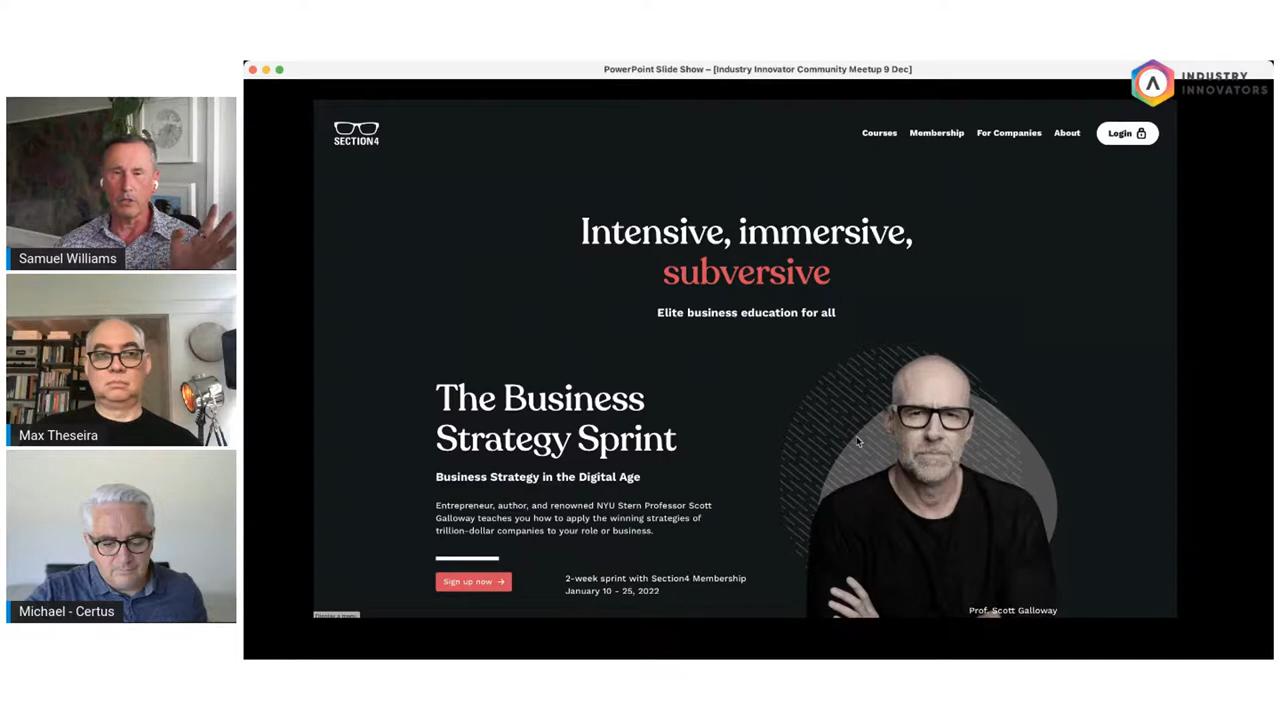 PowerPoint Slide Show – [Industry Innovator Community Meetup 9 Dec]
INDUSTRY
INNOVATORS
SECTION4
Courses
Membership
For Companies
About
Login
Intensive, immersive,
subversive
Elite business education for all
The Business
Strategy Sprint
Business Strategy in the Digital Age
Entrepreneur, author, and renowned NYU Stern Professor Scott
Galloway teaches you how to apply the winning strategies of
trillion-dollar companies to your role or business.
Sign up now →
2-week sprint with Section4 Membership
January 10 - 25, 2022
Prof. Scott Galloway
Samuel Williams
Max Theseira
Michael - Certus